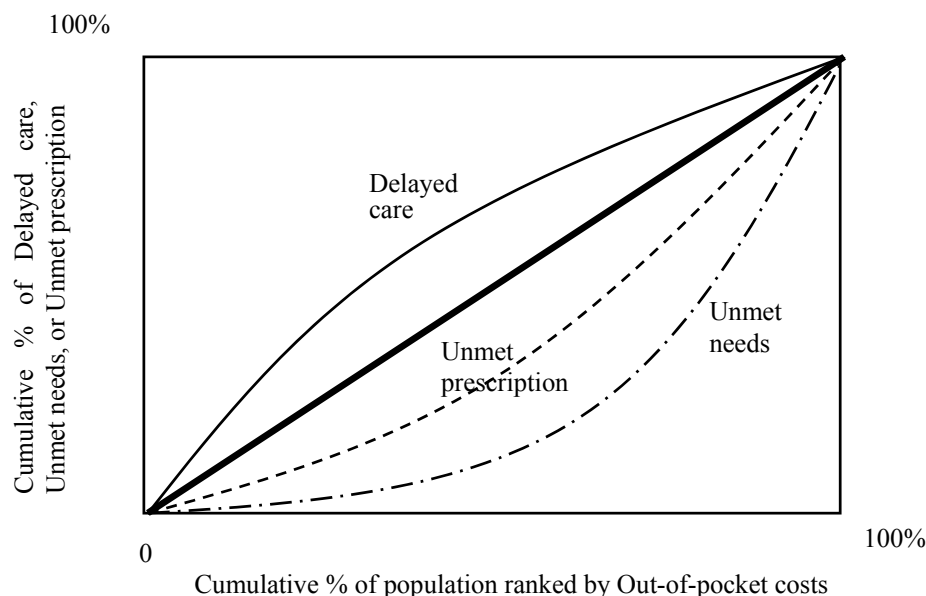 100%
Cumulative % of Delayed care,
Unmet needs, or Unmet prescription
Delayed
care
Unmet
needs
Unmet
prescription
0
100%
Cumulative % of population ranked by Out-of-pocket costs